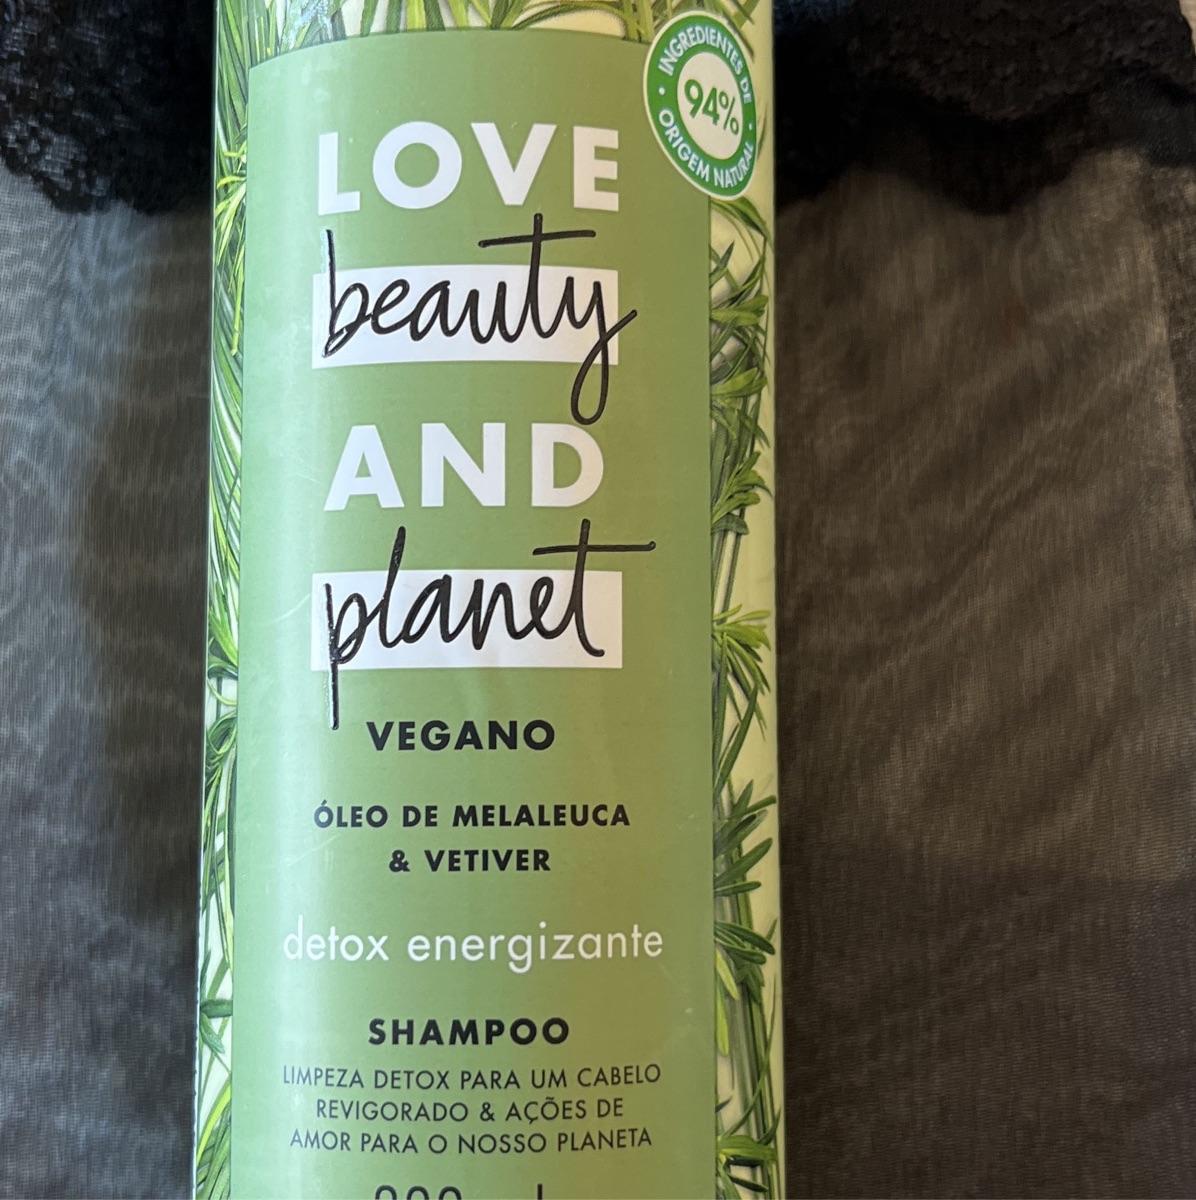 INGREDIENTES DE
94%
ORIGEM NATURAL
LOVE
beauty
AND
planet
VEGANO
ÓLEO DE MELALEUCA
& VETIVER
detox energizante
SHAMPOO
LIMPEZA DETOX PARA UM CABELO
REVIGORADO & AÇÕES DE
AMOR PARA O NOSSO PLANETA